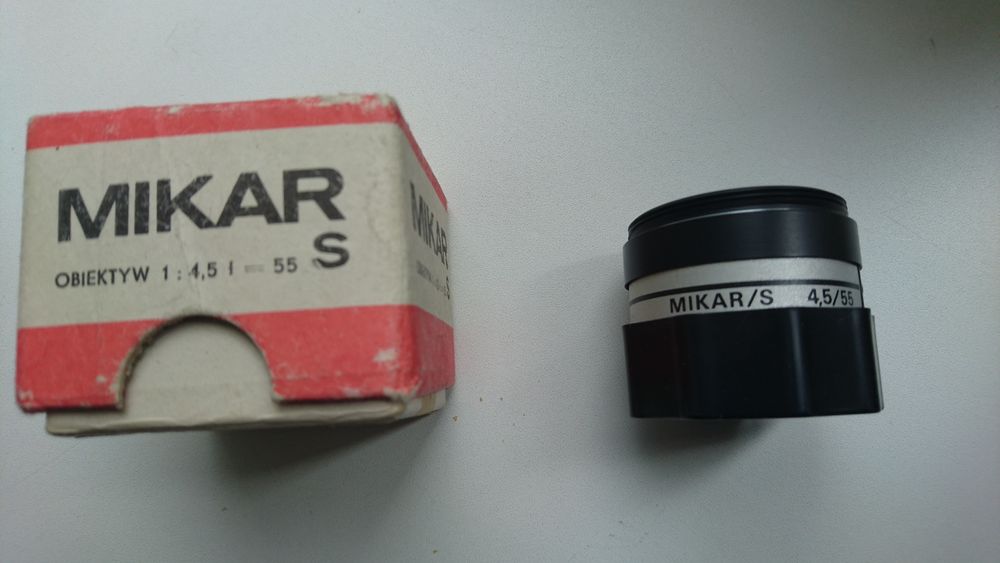 MIKAR
S
OBIEKTYW 1 : 4,5 f = 55
MIKAR
S
MIKAR/S 4,5/55